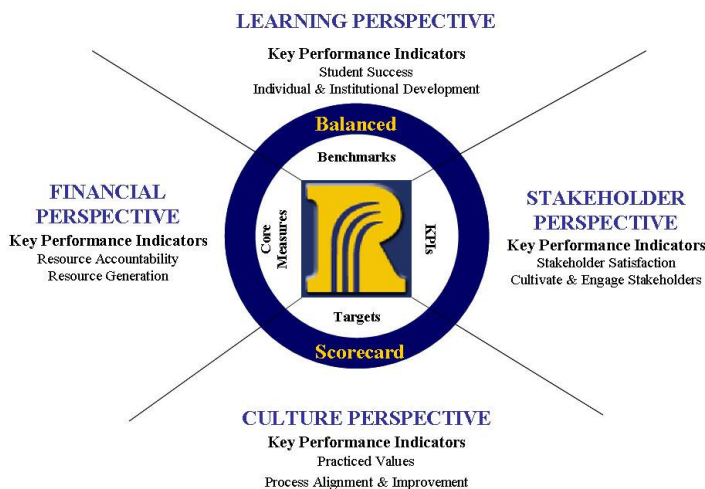 LEARNING PERSPECTIVE
Key Performance Indicators
Student Success
Individual & Institutional Development
Balanced
Benchmarks
FINANCIAL
PERSPECTIVE
Key Performance Indicators
Resource Accountability
Resource Generation
Core
Measures
R
KPIs
STAKEHOLDER
PERSPECTIVE
Key Performance Indicators
Stakeholder Satisfaction
Cultivate & Engage Stakeholders
Targets
Scorecard
CULTURE PERSPECTIVE
Key Performance Indicators
Practiced Values
Process Alignment & Improvement